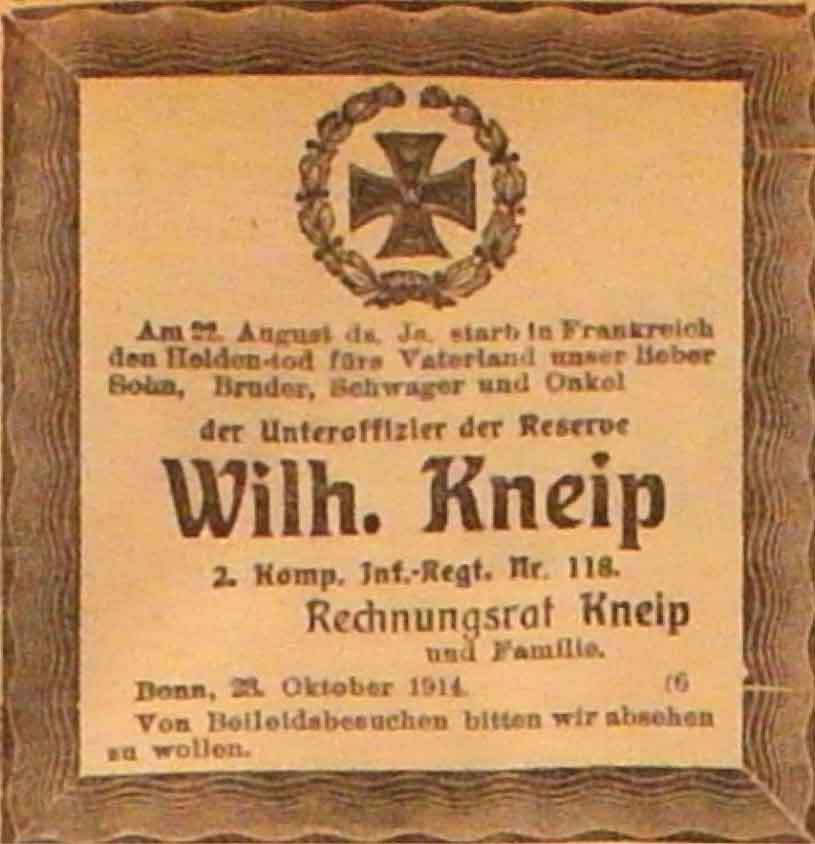 Am 22. August ds. Js. starb in Frankreich
den Heldentod fürs Vaterland unser lieber
Sohn, Bruder, Schwager und Onkel
der Unteroffizier der Reserve
Wilh. Kneip
2. Komp. Inf.-Regt. Nr. 118.
Rechnungsrat Kneip
und Familie.
Bonn, 23. Oktober 1914. (6
Von Beileidsbesuchen bitten wir absehen
zu wollen.